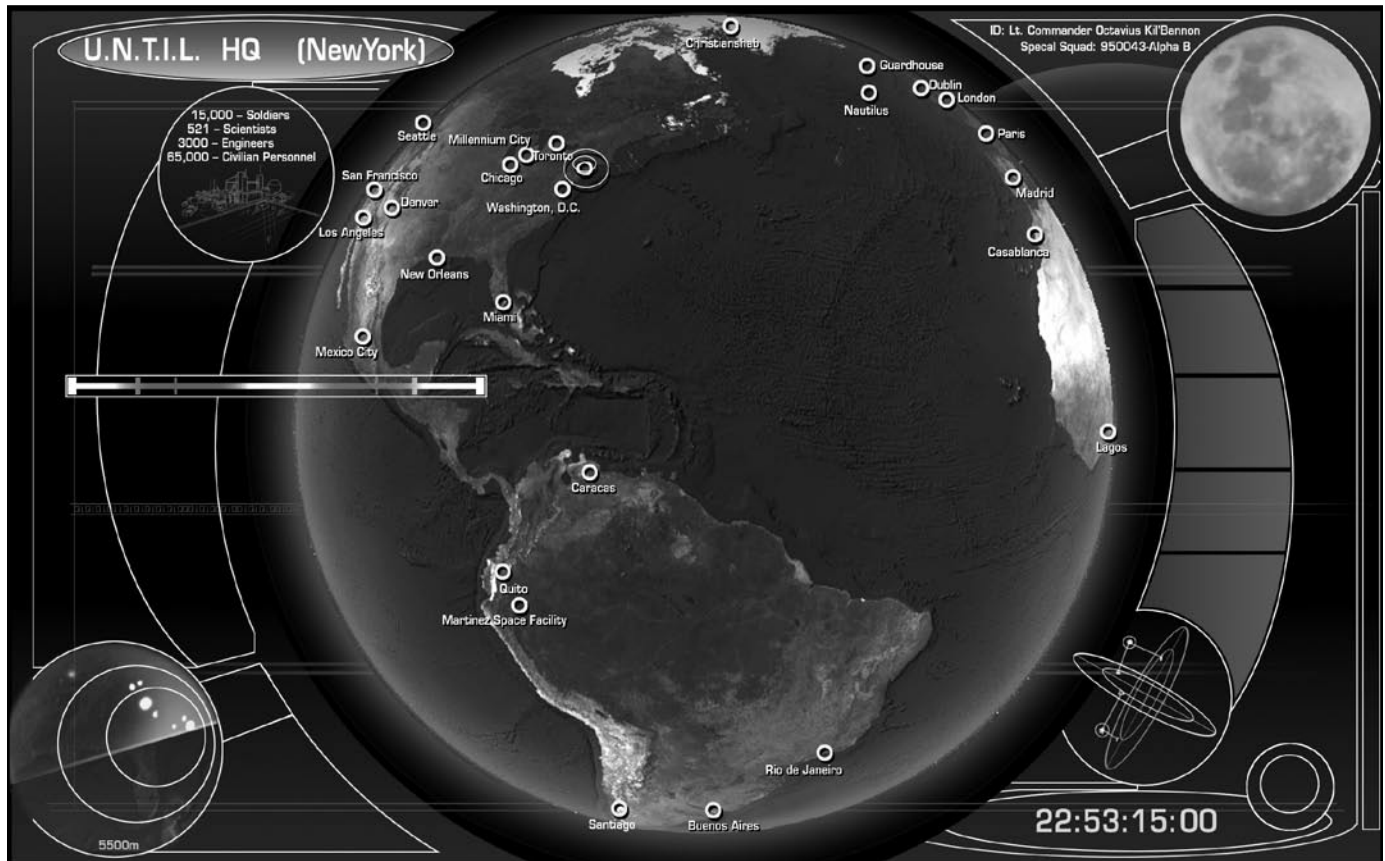 U.N.T.I.L. HQ (NewYork)
ID: Lt. Commander Octavius Kil'Bennon
Specal Squad: 950043-Alpha B
15,000 – Soldiers
521 – Scientists
3000 – Engineers
65,000 – Civilian Personnel
Christianshab
Guardhouse
Dublin
London
Nautilus
Paris
Seattle
Millennium City
Toronto
Chicago
San Francisco
Denver
Washington, D.C.
Madrid
Los Angelas
Casablanca
New Orleans
Miami
Mexico City
Lagos
Caracas
Quito
Martinez Space Facility
Rio de Janeiro
Santiago
Buenos Aires
22:53:15:00
5500m